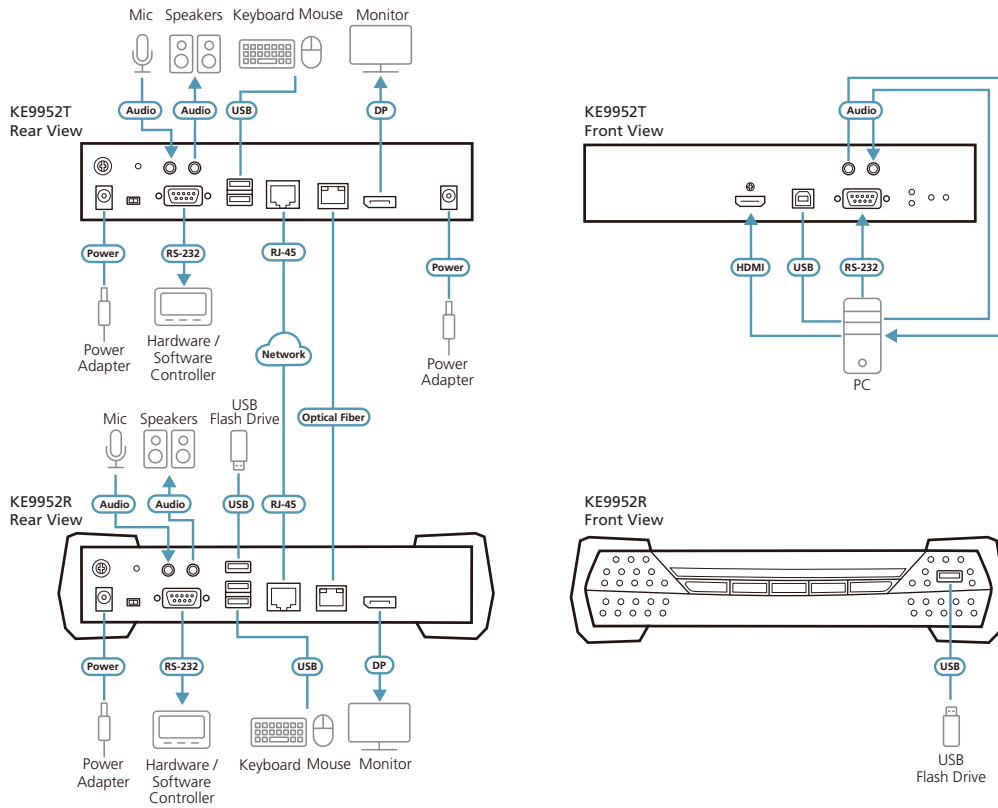 Mic Speakers Keyboard Mouse Monitor
Audio Audio USB DP
KE9952T
Rear View
Power RS-232 RJ-45 Power
Power
Adapter
Hardware /
Software
Controller
Network
Power
Adapter
Optical Fiber
Mic Speakers
USB
Flash Drive
KE9952R
Rear View
Audio Audio USB RJ-45
Power RS-232 USB DP
Power
Adapter
Hardware /
Software
Controller
Keyboard Mouse Monitor
KE9952T
Front View
Audio
HDMI USB RS-232
PC
KE9952R
Front View
USB
USB
Flash Drive